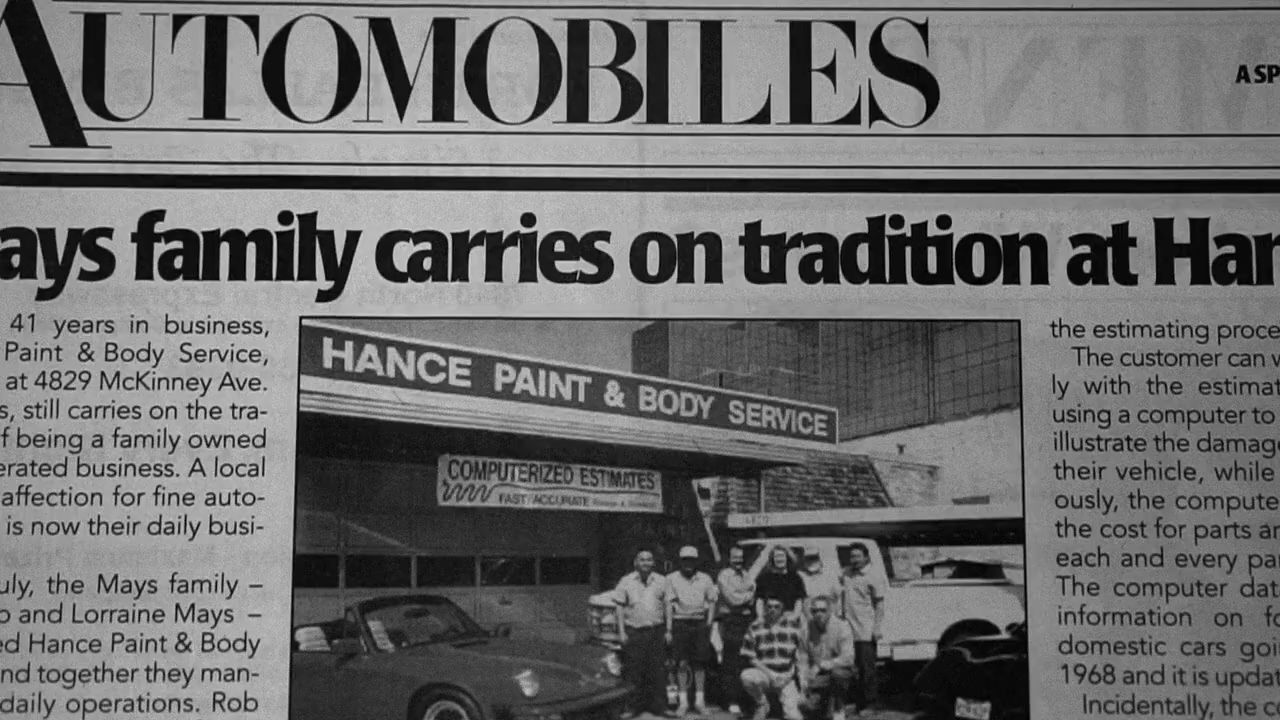 AUTOMOBILES
A SP
ays family carries on tradition at Han
41 years in business,
Paint & Body Service,
at 4829 McKinney Ave.
s, still carries on the tra-
f being a family owned
erated business. A local
affection for fine auto-
is now their daily busi-
uly, the Mays family –
o and Lorraine Mays –
ed Hance Paint & Body
nd together they man-
daily operations. Rob
HANCE PAINT & BODY SERVICE
COMPUTERIZED ESTIMATES
FAST/ACCURATE
the estimating proce
The customer can w
ly with the estimat
using a computer to
illustrate the damage
their vehicle, while
ously, the compute
the cost for parts an
each and every par
The computer dat
information on fo
domestic cars goi
1968 and it is updat
Incidentally, the co